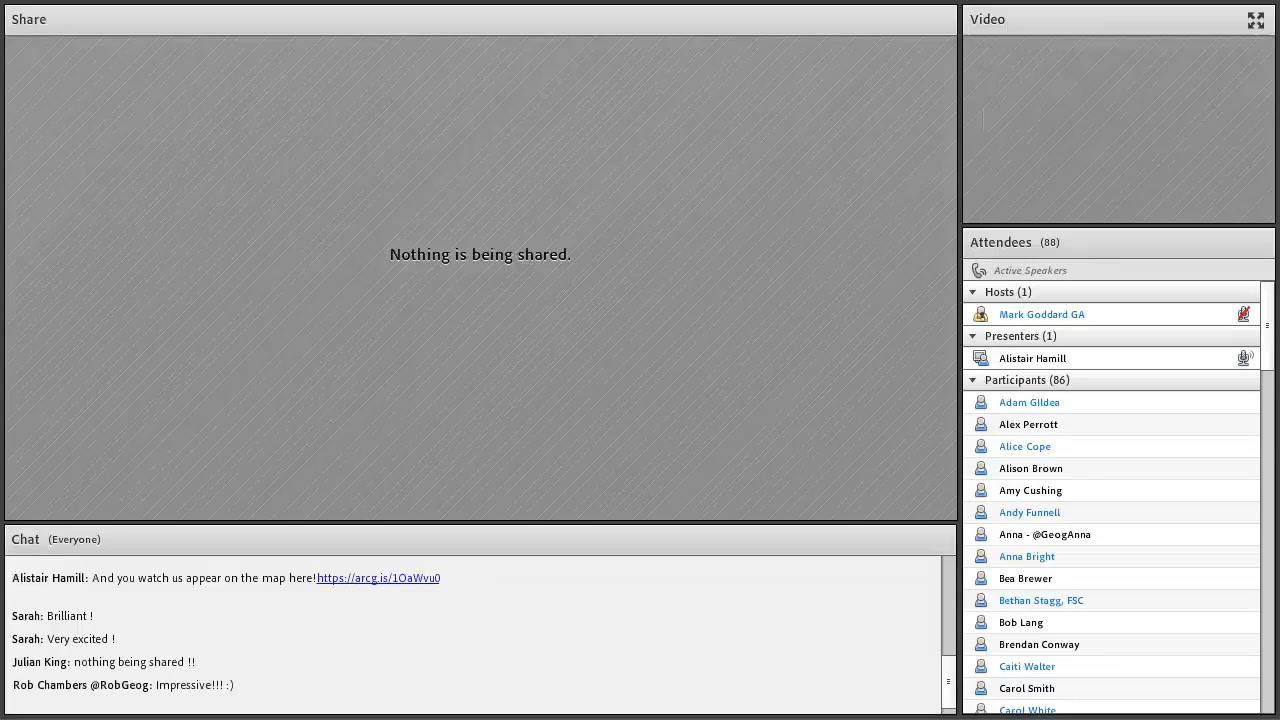 Share
Nothing is being shared.
Chat (Everyone)
Alistair Hamill: And you watch us appear on the map here!https://arcg.is/1OaWvu0
Sarah: Brilliant !
Sarah: Very excited !
Julian King: nothing being shared !!
Rob Chambers @RobGeog: Impressive!!! :)
Video
Attendees (88)
Active Speakers
Hosts (1)
Mark Goddard GA
Presenters (1)
Alistair Hamill
Participants (86)
Adam GIldea
Alex Perrott
Alice Cope
Alison Brown
Amy Cushing
Andy Funnell
Anna - @GeogAnna
Anna Bright
Bea Brewer
Bethan Stagg, FSC
Bob Lang
Brendan Conway
Caiti Walter
Carol Smith
Carol White